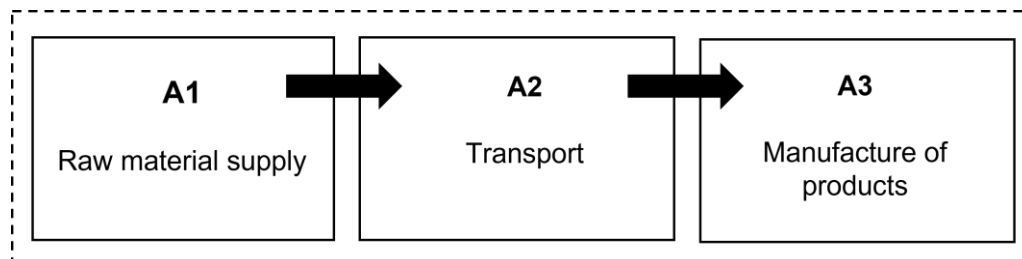 A1
Raw material supply
A2
Transport
A3
Manufacture of
products